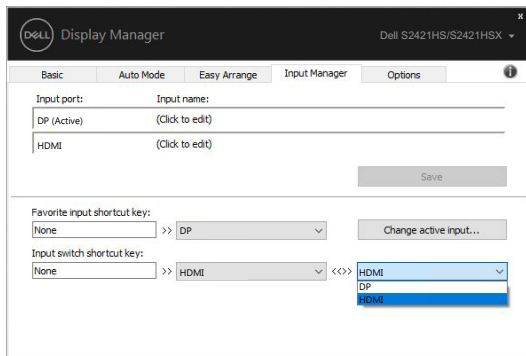 x
DELL Display Manager Dell S2421HS/S2421HSX
Basic Auto Mode Easy Arrange Input Manager Options i
Input port: Input name:
DP (Active) (Click to edit)
HDMI (Click to edit)
Save
Favorite input shortcut key:
None >> DP Change active input...
Input switch shortcut key:
None >> HDMI <<>> HDMI
DP
HDMI